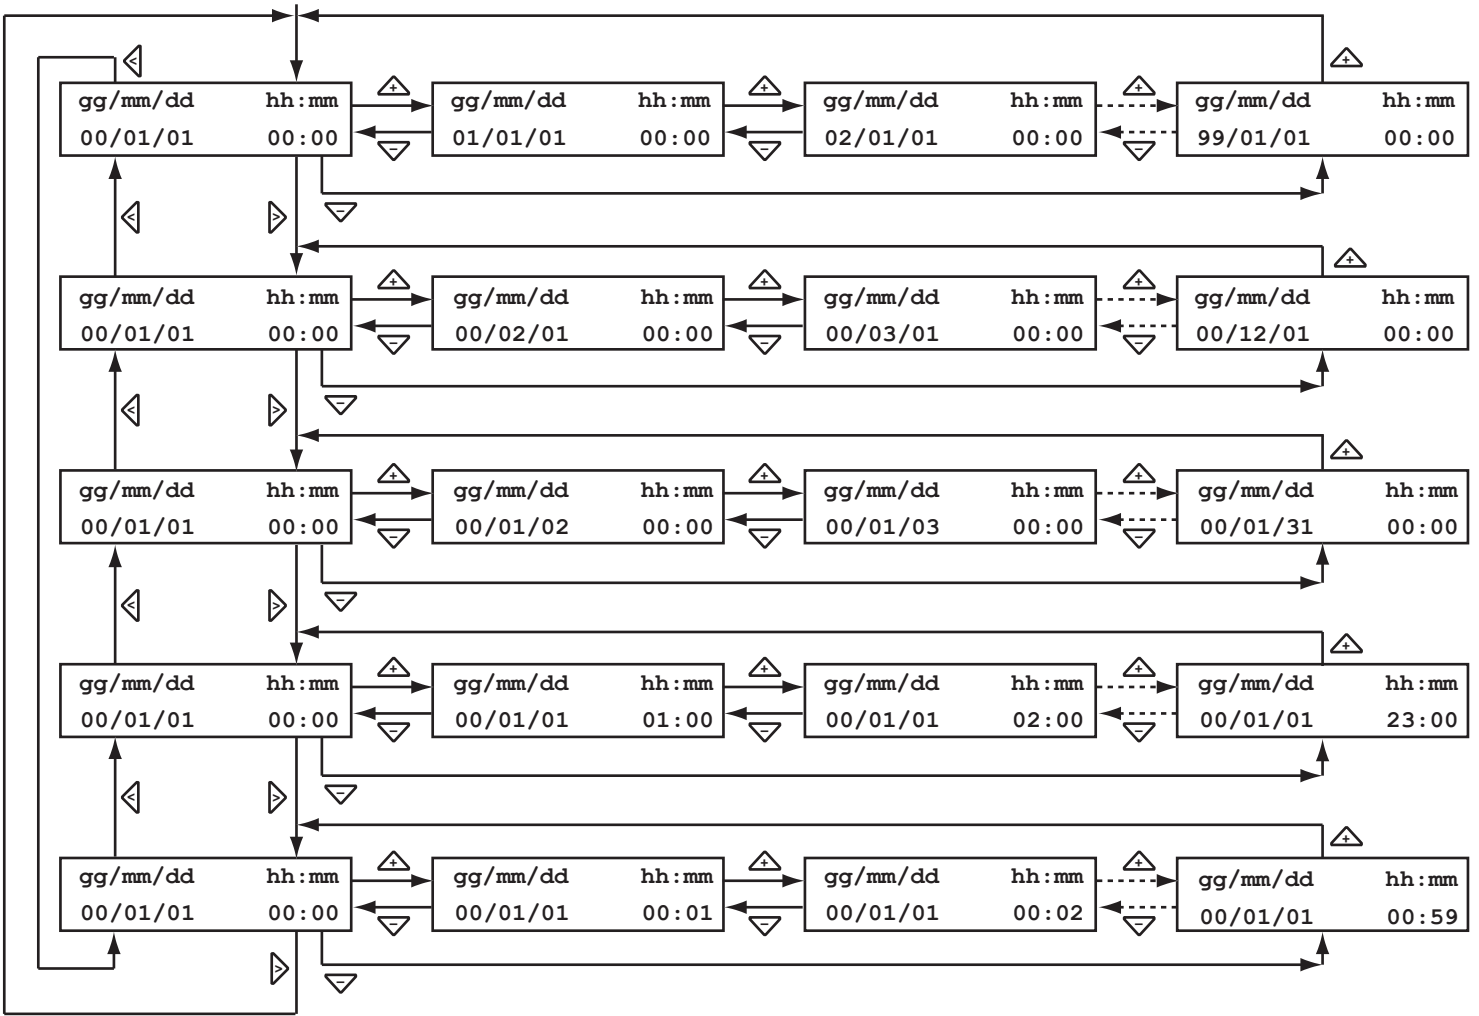 gg/mm/dd hh:mm
00/01/01 00:00
gg/mm/dd hh:mm
01/01/01 00:00
gg/mm/dd hh:mm
02/01/01 00:00
gg/mm/dd hh:mm
99/01/01 00:00
gg/mm/dd hh:mm
00/01/01 00:00
gg/mm/dd hh:mm
00/02/01 00:00
gg/mm/dd hh:mm
00/03/01 00:00
gg/mm/dd hh:mm
00/12/01 00:00
gg/mm/dd hh:mm
00/01/01 00:00
gg/mm/dd hh:mm
00/01/02 00:00
gg/mm/dd hh:mm
00/01/03 00:00
gg/mm/dd hh:mm
00/01/31 00:00
gg/mm/dd hh:mm
00/01/01 00:00
gg/mm/dd hh:mm
00/01/01 01:00
gg/mm/dd hh:mm
00/01/01 02:00
gg/mm/dd hh:mm
00/01/01 23:00
gg/mm/dd hh:mm
00/01/01 00:00
gg/mm/dd hh:mm
00/01/01 00:01
gg/mm/dd hh:mm
00/01/01 00:02
gg/mm/dd hh:mm
00/01/01 00:59